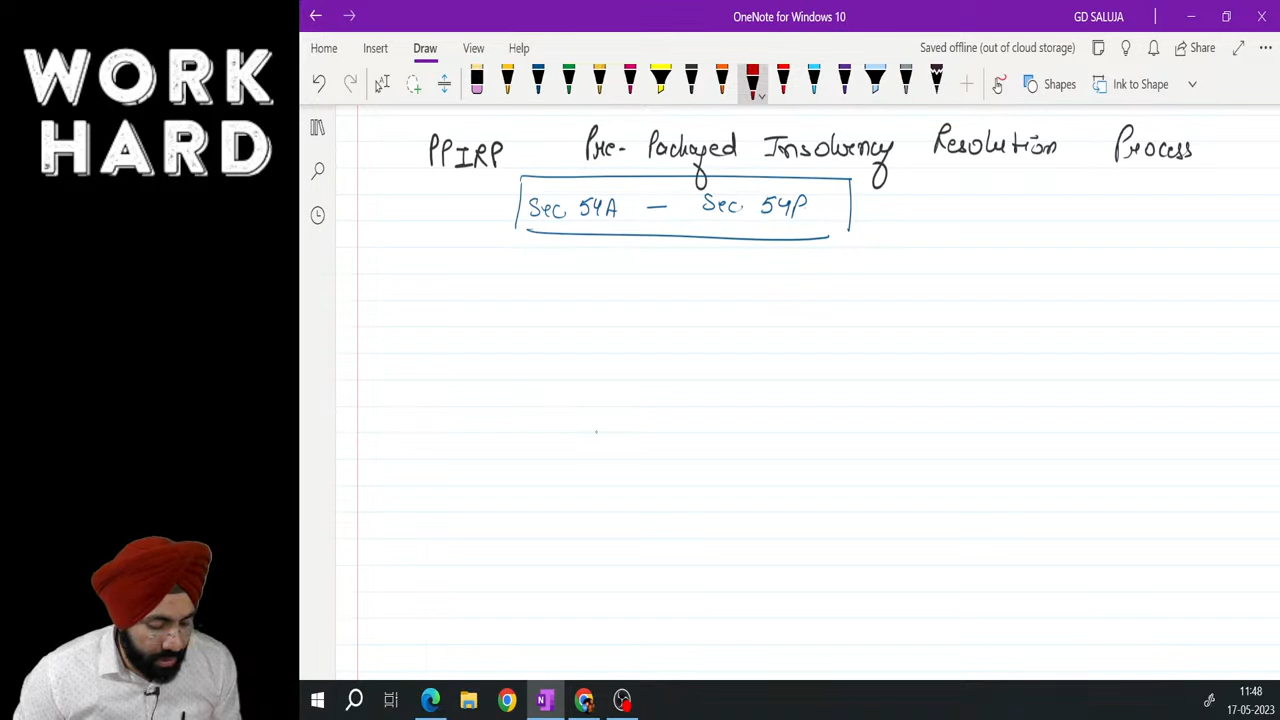 WORK
HARD
OneNote for Windows 10
GD SALUJA
Home Insert Draw View Help
Saved offline (out of cloud storage)
Share
Shapes
Ink to Shape
PPIRP Pre-Packaged Insolvency Resolution Process
Sec 54A — Sec 54P
11:48
17-05-2023